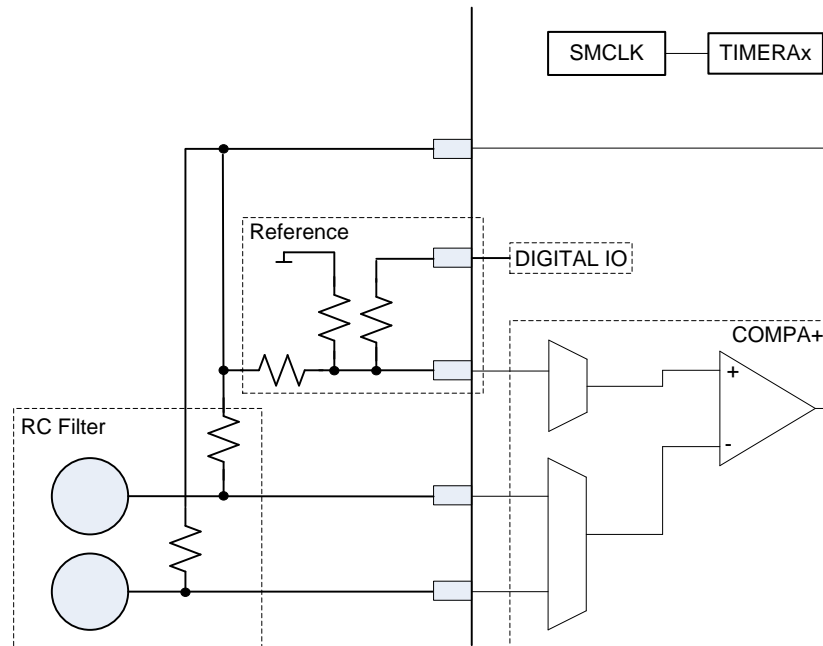 SMCLK
TIMERAx
Reference
DIGITAL IO
COMPA+
+
-
RC Filter